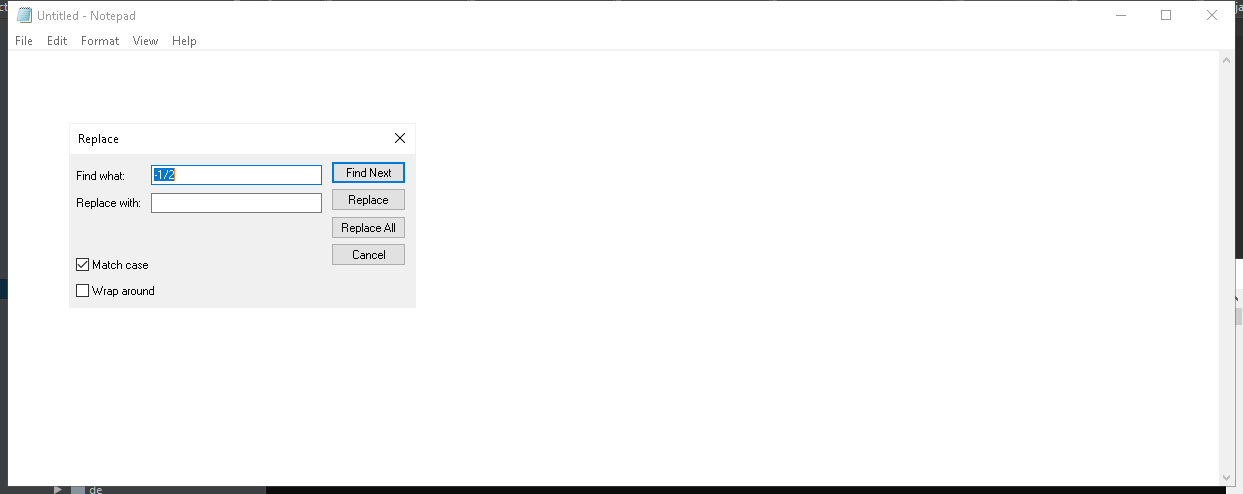 Untitled - Notepad
File Edit Format View Help
Replace
Find what: -1/2 Find Next
Replace with: Replace
Replace All
Cancel
Match case
Wrap around
de